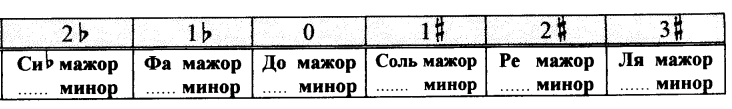 2♭ 1♭ 0 1♯ 2♯ 3♯
Си♭ мажор Фа мажор До мажор Соль мажор Ре мажор Ля мажор
...... минор ...... минор ...... минор ....... минор ...... минор ...... минор